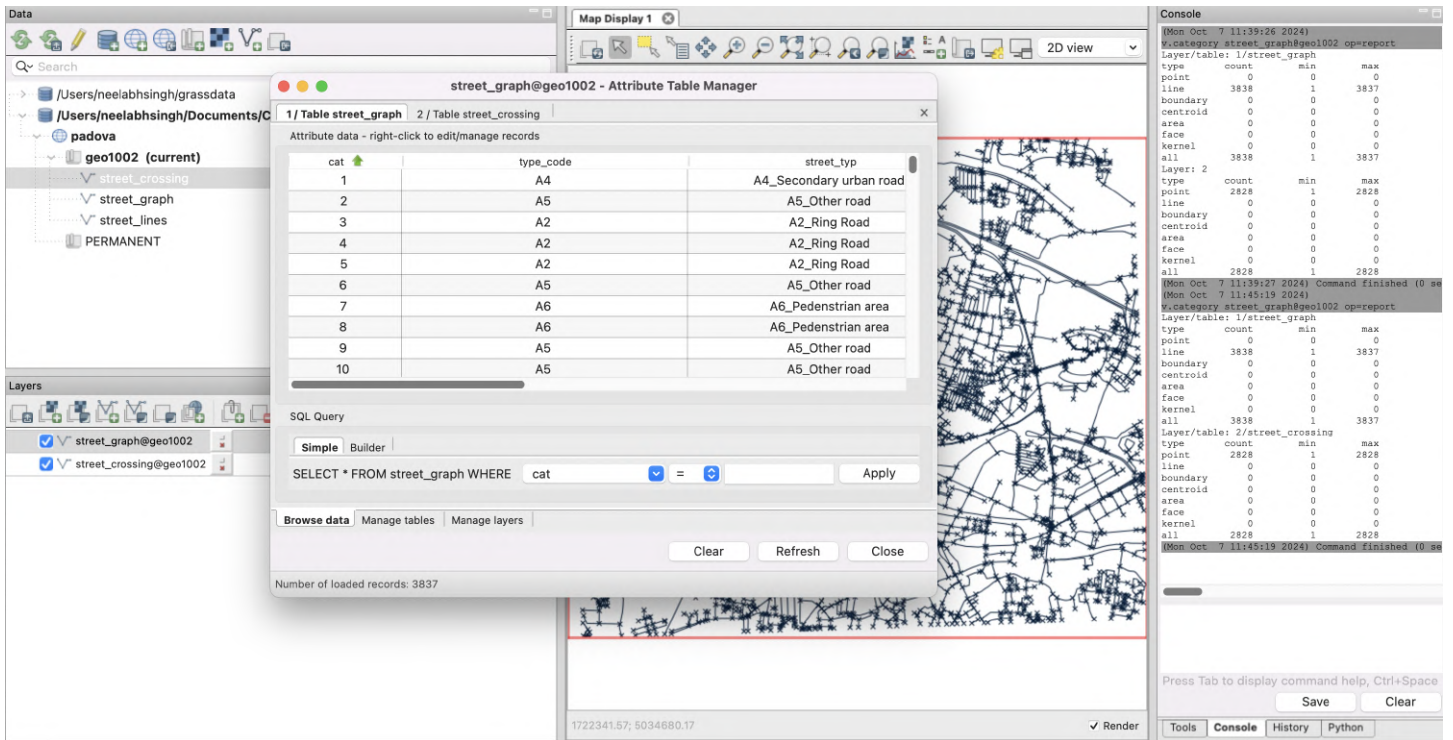 Data
Search
/Users/neelabhsingh/grassdata
/Users/neelabhsingh/Documents/C
padova
geo1002 (current)
street_crossing
street_graph
street_lines
PERMANENT
Layers
street_graph@geo1002
street_crossing@geo1002
street_graph@geo1002 - Attribute Table Manager
1 / Table street_graph 2 / Table street_crossing
Attribute data - right-click to edit/manage records
cat type_code street_typ
1 A4 A4_Secondary urban road
2 A5 A5_Other road
3 A2 A2_Ring Road
4 A2 A2_Ring Road
5 A2 A2_Ring Road
6 A5 A5_Other road
7 A6 A6_Pedenstrian area
8 A6 A6_Pedenstrian area
9 A5 A5_Other road
10 A5 A5_Other road
SQL Query
Simple Builder
SELECT * FROM street_graph WHERE cat = Apply
Browse data Manage tables Manage layers
Clear Refresh Close
Number of loaded records: 3837
Map Display 1
2D view
1722341.57; 5034680.17
Render
Console
(Mon Oct 7 11:39:26 2024)
v.category street_graph@geo1002 op=report
Layer/table: 1/street_graph
type count min max
point 0 0 0
line 3838 1 3837
boundary 0 0 0
centroid 0 0 0
area 0 0 0
face 0 0 0
kernel 0 0 0
all 3838 1 3837
Layer: 2
type count min max
point 2828 1 2828
line 0 0 0
boundary 0 0 0
centroid 0 0 0
area 0 0 0
face 0 0 0
kernel 0 0 0
all 2828 1 2828
(Mon Oct 7 11:39:27 2024) Command finished (0 se
(Mon Oct 7 11:45:19 2024)
v.category street_graph@geo1002 op=report
Layer/table: 1/street_graph
type count min max
point 0 0 0
line 3838 1 3837
boundary 0 0 0
centroid 0 0 0
area 0 0 0
face 0 0 0
kernel 0 0 0
all 3838 1 3837
Layer/table: 2/street_crossing
type count min max
point 2828 1 2828
line 0 0 0
boundary 0 0 0
centroid 0 0 0
area 0 0 0
face 0 0 0
kernel 0 0 0
all 2828 1 2828
(Mon Oct 7 11:45:19 2024) Command finished (0 se
Press Tab to display command help, Ctrl+Space
Save Clear
Tools Console History Python